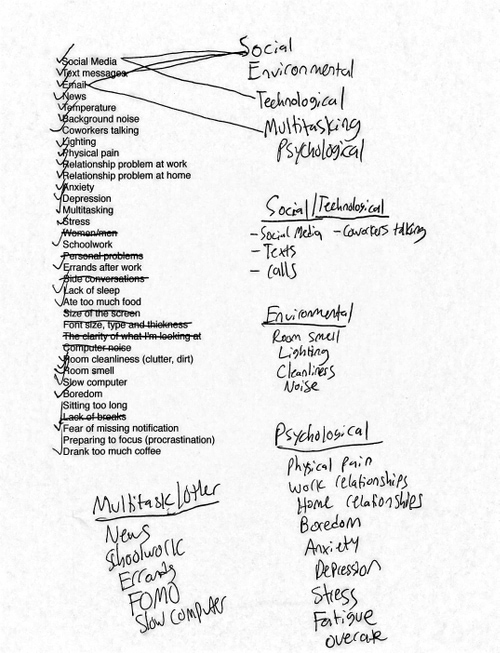 Social Media
Text messages
Email
News
Temperature
Background noise
Coworkers talking
Lighting
Physical pain
Relationship problem at work
Relationship problem at home
Anxiety
Depression
Multitasking
Stress
Women/men
Schoolwork
Personal problems
Errands after work
Side conversations
Lack of sleep
Ate too much food
Size of the screen
Font size, type and thickness
The clarity of what I'm looking at
Computer noise
Room cleanliness (clutter, dirt)
Room smell
Slow computer
Boredom
Sitting too long
Lack of breaks
Fear of missing notification
Preparing to focus (procrastination)
Drank too much coffee
Social
Environmental
Technological
Multitasking
Psychological
Social/Technological
- Social Media - Coworkers talking
- Texts
- Calls
Environmental
Room smell
Lighting
Cleanliners
Noise
Psychological
Physical pain
Work relationships
Home relationships
Boredom
Anxiety
Depression
Stress
Fatigue
overate
Multitask/Other
News
Schoolwork
Errands
FOMO
Slow computer